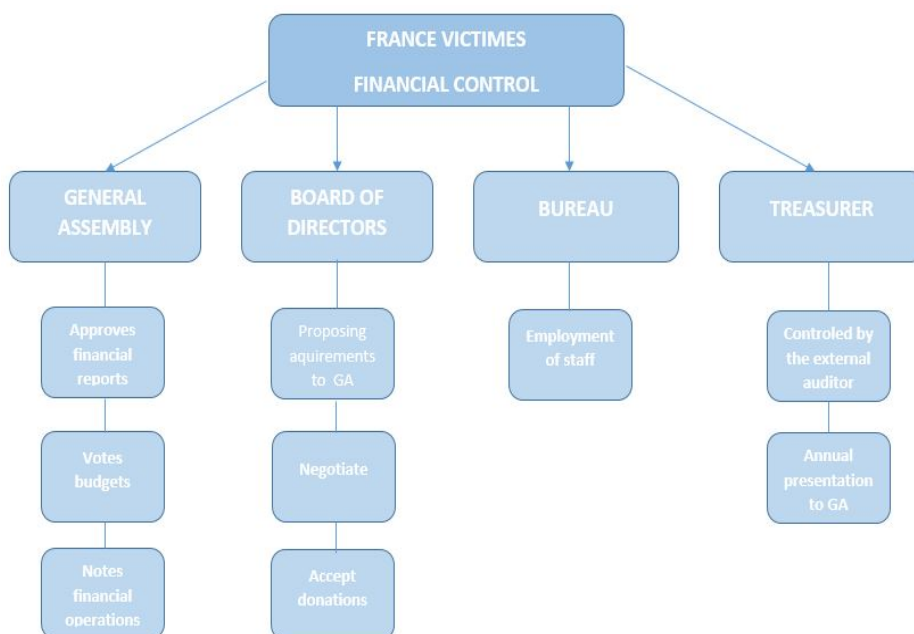 FRANCE VICTIMES
FINANCIAL CONTROL
GENERAL
ASSEMBLY
BOARD OF
DIRECTORS
BUREAU
TREASURER
Approves
financial
reports
Proposing
aquirements
to GA
Employment
of staff
Controled by
the external
auditor
Votes
budgets
Negotiate
Annual
presentation
to GA
Notes
financial
operations
Accept
donations